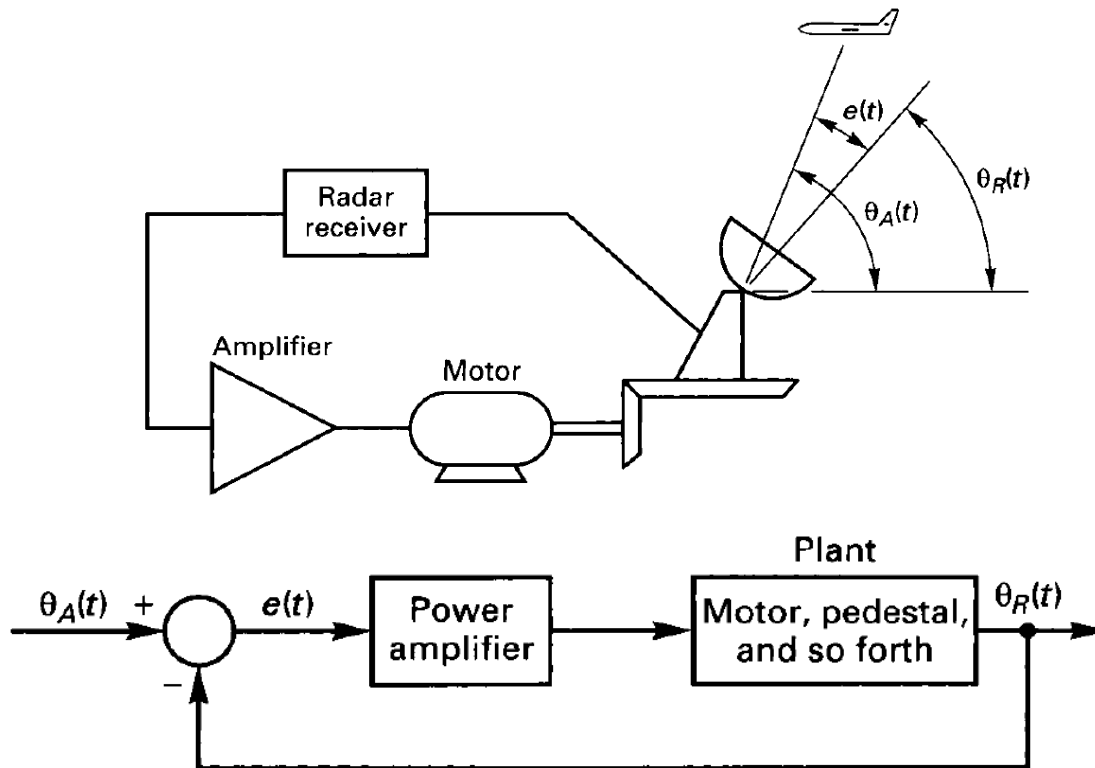 e(t)
θR(t)
θA(t)
Radar
receiver
Amplifier
Motor
Plant
θA(t) +
e(t)
Power
amplifier
Motor, pedestal,
and so forth
θR(t)
−